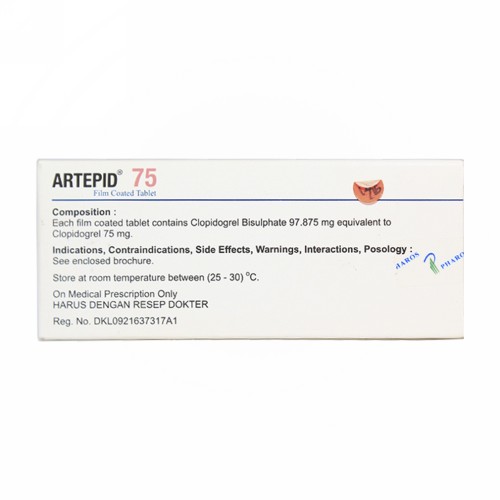 ARTEPID® 75
Film Coated Tablet
Composition :
Each film coated tablet contains Clopidogrel Bisulphate 97.875 mg equivalent to
Clopidogrel 75 mg.
Indications, Contraindications, Side Effects, Warnings, Interactions, Posology :
See enclosed brochure.
Store at room temperature between (25 - 30) °C.
On Medical Prescription Only
HARUS DENGAN RESEP DOKTER
Reg. No. DKL0921637317A1